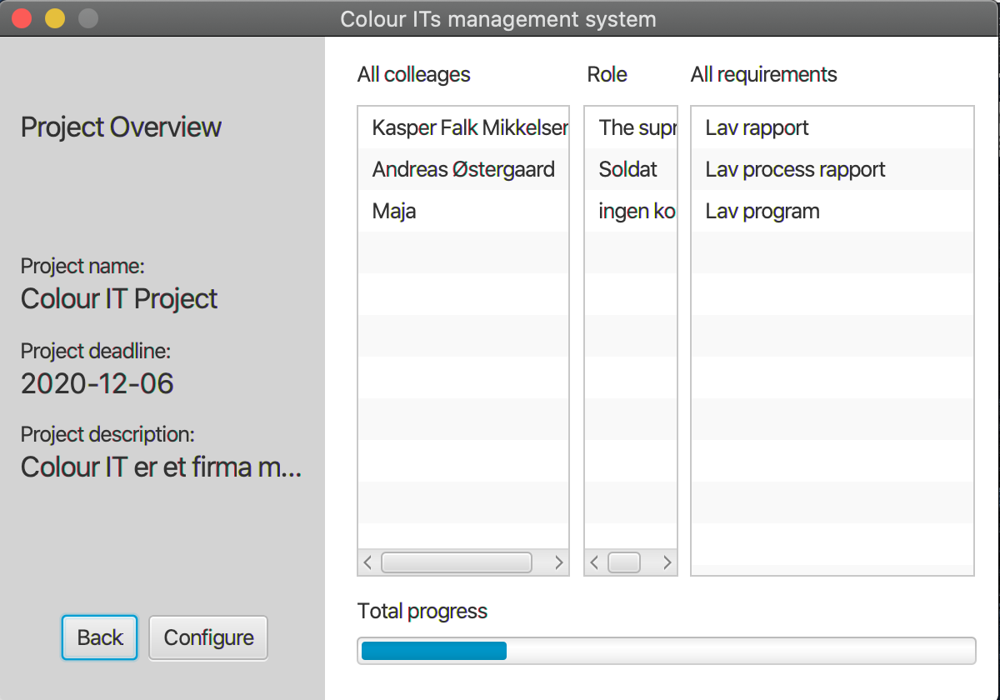 Colour ITs management system
Project Overview
Project name:
Colour IT Project
Project deadline:
2020-12-06
Project description:
Colour IT er et firma m...
Back
Configure
All colleages
Kasper Falk Mikkelser
Andreas Østergaard
Maja
Role
The supr
Soldat
ingen ko
All requirements
Lav rapport
Lav process rapport
Lav program
Total progress